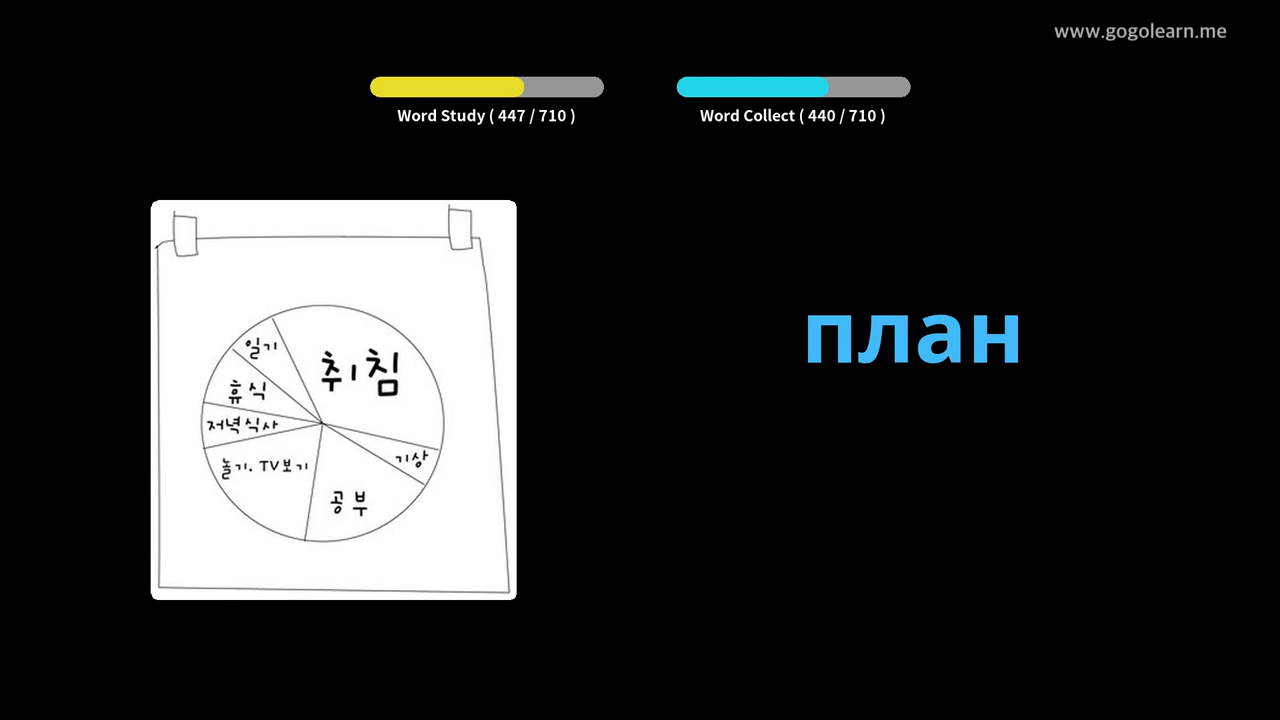 www.gogolearn.me
Word Study ( 447 / 710 )
Word Collect ( 440 / 710 )
일기
취침
휴식
저녁식사
놀기. TV보기
기상
공부
план